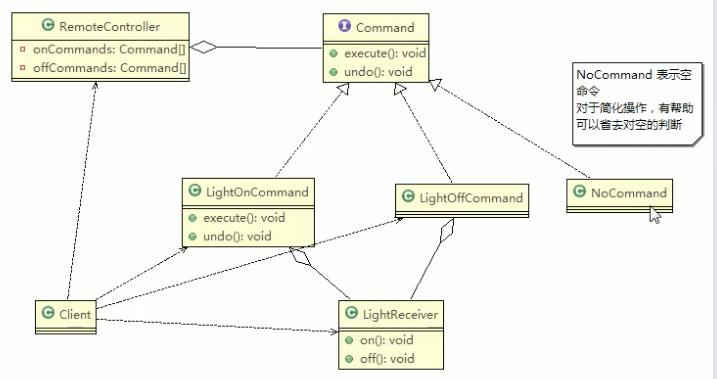 RemoteController
onCommands: Command[]
offCommands: Command[]
I Command
execute(): void
undo(): void
NoCommand 表示空
命令
对于简化操作，有帮助
可以省去对空的判断
C LightOnCommand
execute(): void
undo(): void
C LightOffCommand
C NoCommand
C Client
C LightReceiver
on(): void
off(): void